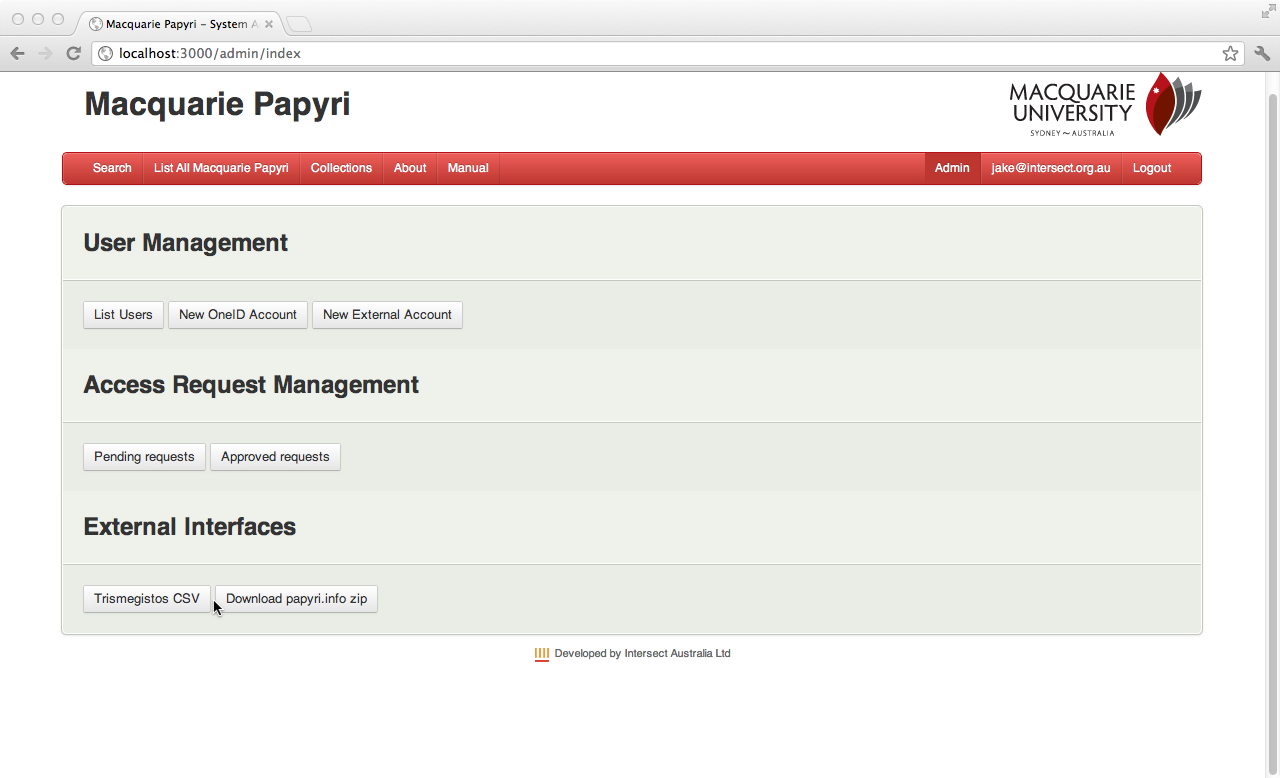 Macquarie Papyri – System A
localhost:3000/admin/index
Macquarie Papyri
MACQUARIE
UNIVERSITY
SYDNEY ~ AUSTRALIA
Search List All Macquarie Papyri Collections About Manual Admin jake@intersect.org.au Logout
User Management
List Users New OneID Account New External Account
Access Request Management
Pending requests Approved requests
External Interfaces
Trismegistos CSV Download papyri.info zip
Developed by Intersect Australia Ltd